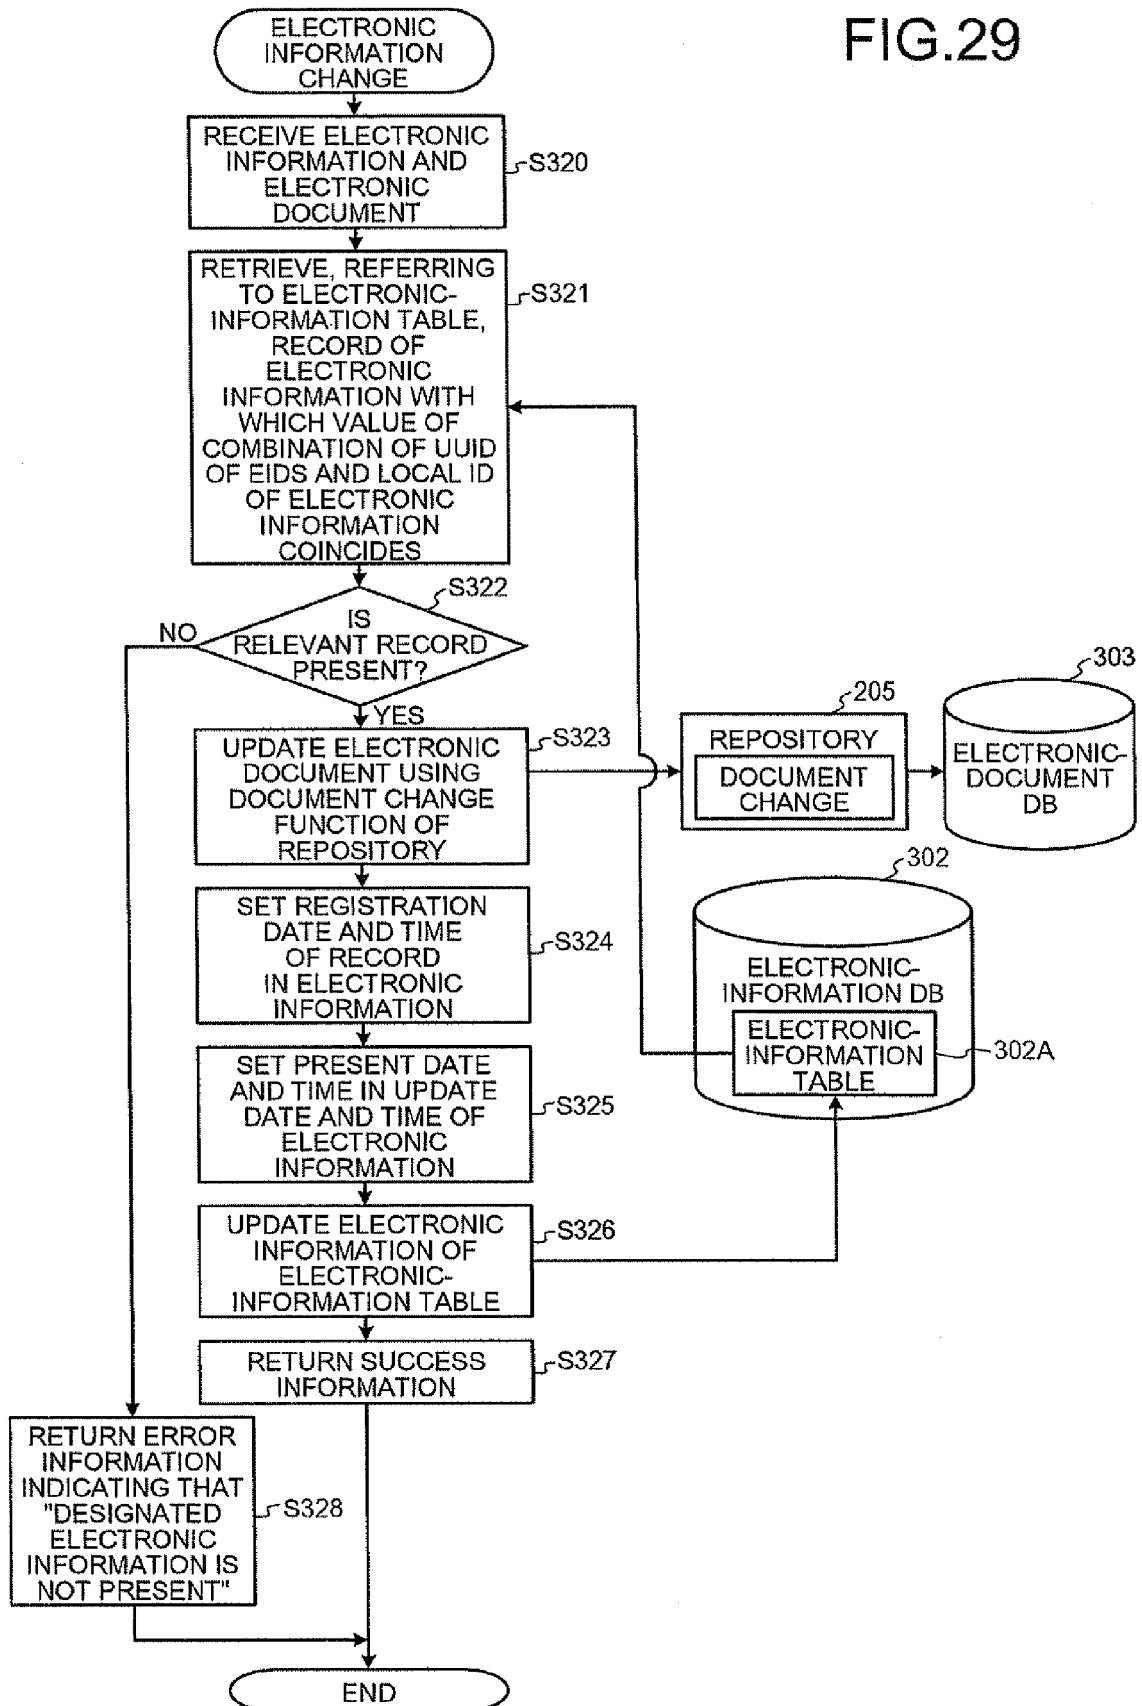 FIG.29
ELECTRONIC
INFORMATION
CHANGE
RECEIVE ELECTRONIC
INFORMATION AND
ELECTRONIC
DOCUMENT
S320
RETRIEVE, REFERRING
TO ELECTRONIC-
INFORMATION TABLE,
RECORD OF
ELECTRONIC
INFORMATION WITH
WHICH VALUE OF
COMBINATION OF UUID
OF EIDS AND LOCAL ID
OF ELECTRONIC
INFORMATION
COINCIDES
S321
S322
IS
RELEVANT RECORD
PRESENT?
NO
YES
UPDATE ELECTRONIC
DOCUMENT USING
DOCUMENT CHANGE
FUNCTION OF
REPOSITORY
S323
205
REPOSITORY
DOCUMENT
CHANGE
303
ELECTRONIC-
DOCUMENT
DB
SET REGISTRATION
DATE AND TIME
OF RECORD
IN ELECTRONIC
INFORMATION
S324
302
ELECTRONIC-
INFORMATION DB
ELECTRONIC-
INFORMATION
TABLE
302A
SET PRESENT DATE
AND TIME IN UPDATE
DATE AND TIME OF
ELECTRONIC
INFORMATION
S325
UPDATE ELECTRONIC
INFORMATION OF
ELECTRONIC-
INFORMATION TABLE
S326
RETURN SUCCESS
INFORMATION
S327
RETURN ERROR
INFORMATION
INDICATING THAT
"DESIGNATED
ELECTRONIC
INFORMATION IS
NOT PRESENT"
S328
END